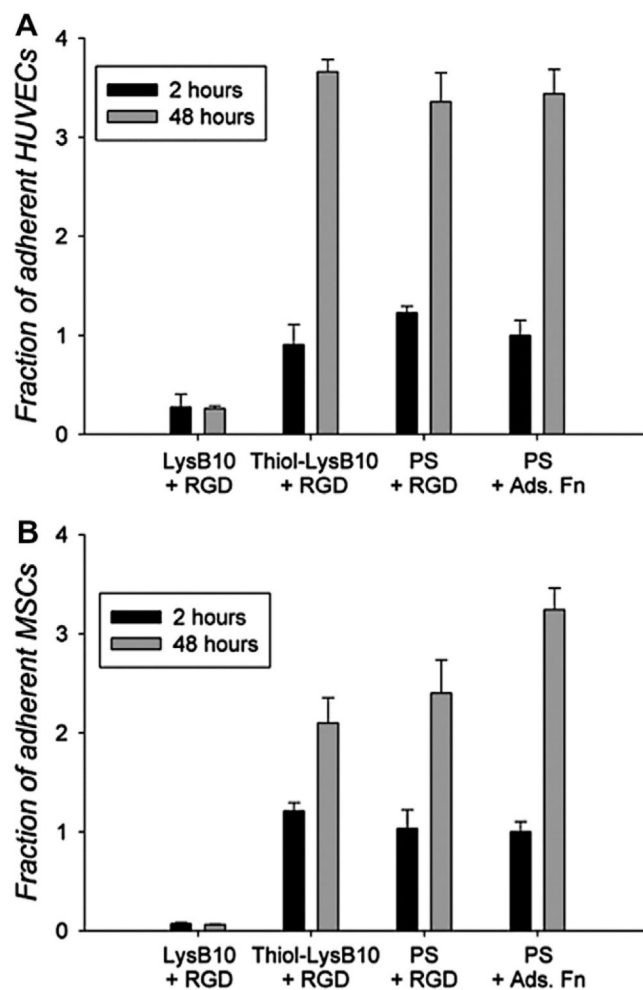 A
Fraction of adherent HUVECs
4
3
2
1
0
2 hours
48 hours
LysB10 Thiol-LysB10 PS PS
+ RGD + RGD + RGD + Ads. Fn
B
Fraction of adherent MSCs
4
3
2
1
0
2 hours
48 hours
LysB10 Thiol-LysB10 PS PS
+ RGD + RGD + RGD + Ads. Fn